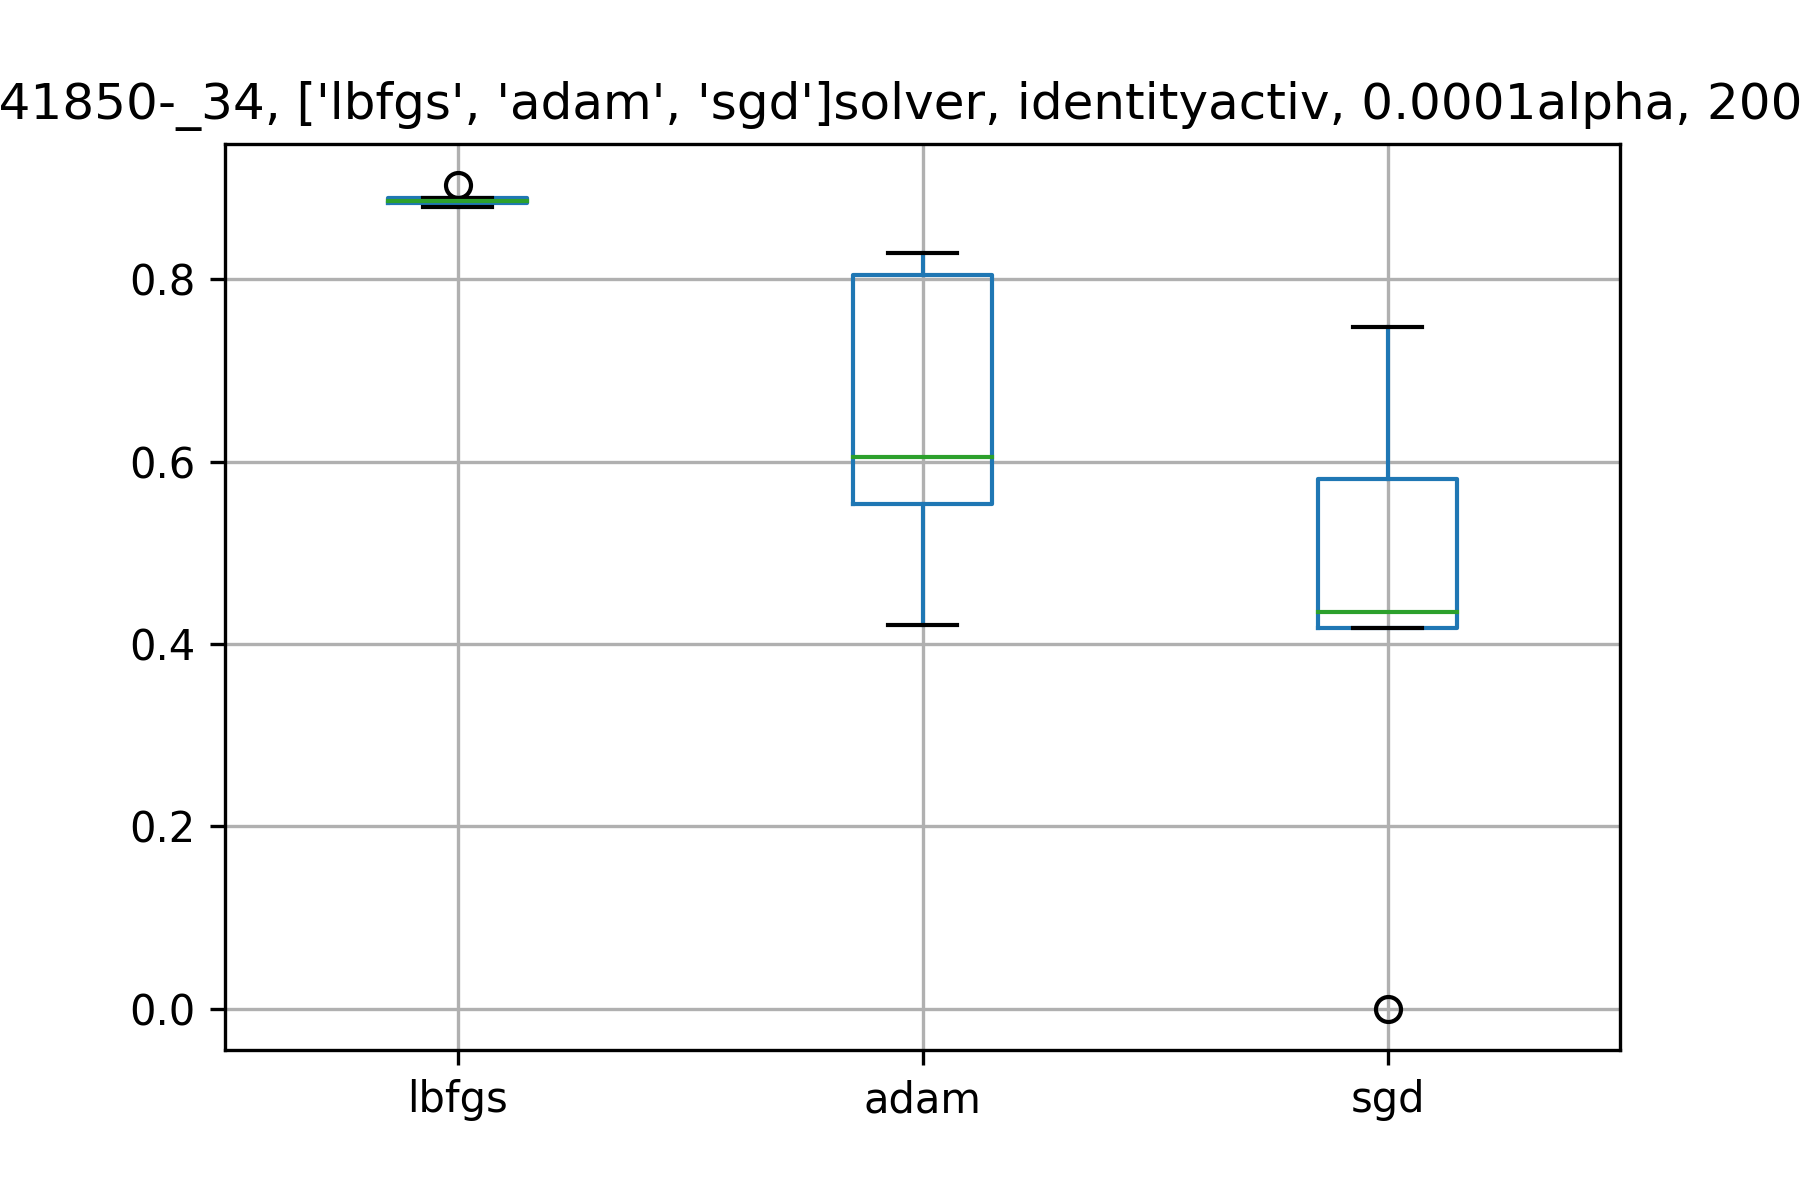 41850-_34, ['lbfgs', 'adam', 'sgd']solver, identityactiv, 0.0001alpha, 200
0.8
0.6
0.4
0.2
0.0
lbfgs adam sgd